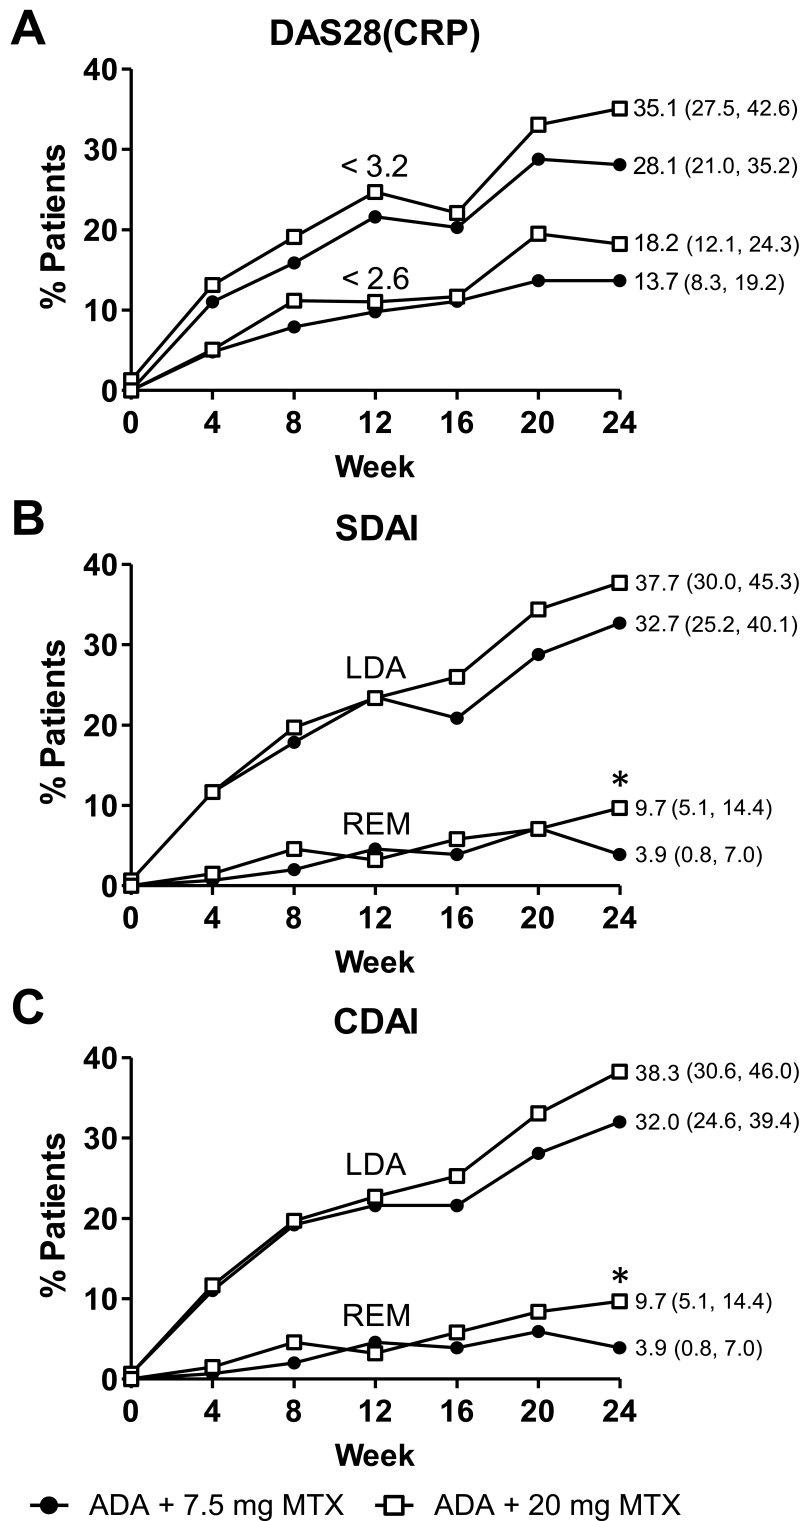 A
DAS28(CRP)
% Patients
40
30
20
10
0
< 3.2
< 2.6
35.1 (27.5, 42.6)
28.1 (21.0, 35.2)
18.2 (12.1, 24.3)
13.7 (8.3, 19.2)
0 4 8 12 16 20 24
Week
B
SDAI
% Patients
40
30
20
10
0
LDA
REM
37.7 (30.0, 45.3)
32.7 (25.2, 40.1)
*
9.7 (5.1, 14.4)
3.9 (0.8, 7.0)
0 4 8 12 16 20 24
Week
C
CDAI
% Patients
40
30
20
10
0
LDA
REM
38.3 (30.6, 46.0)
32.0 (24.6, 39.4)
*
9.7 (5.1, 14.4)
3.9 (0.8, 7.0)
0 4 8 12 16 20 24
Week
ADA + 7.5 mg MTX ADA + 20 mg MTX